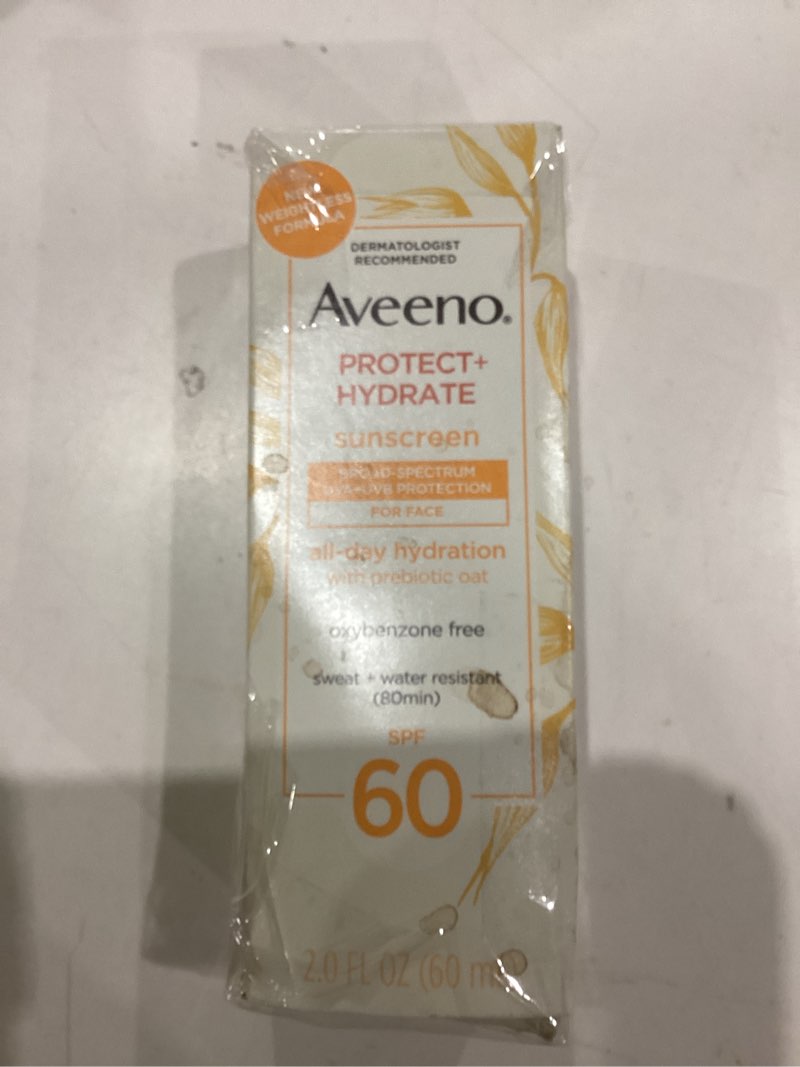 NEW
WEIGHTLESS
FORMULA
DERMATOLOGIST
RECOMMENDED
Aveeno®
PROTECT+
HYDRATE
sunscreen
BROAD-SPECTRUM
UVA+UVB PROTECTION
FOR FACE
all-day hydration
with prebiotic oat
oxybenzone free
sweat + water resistant
(80min)
SPF
60
2.0 FL OZ (60 mL)